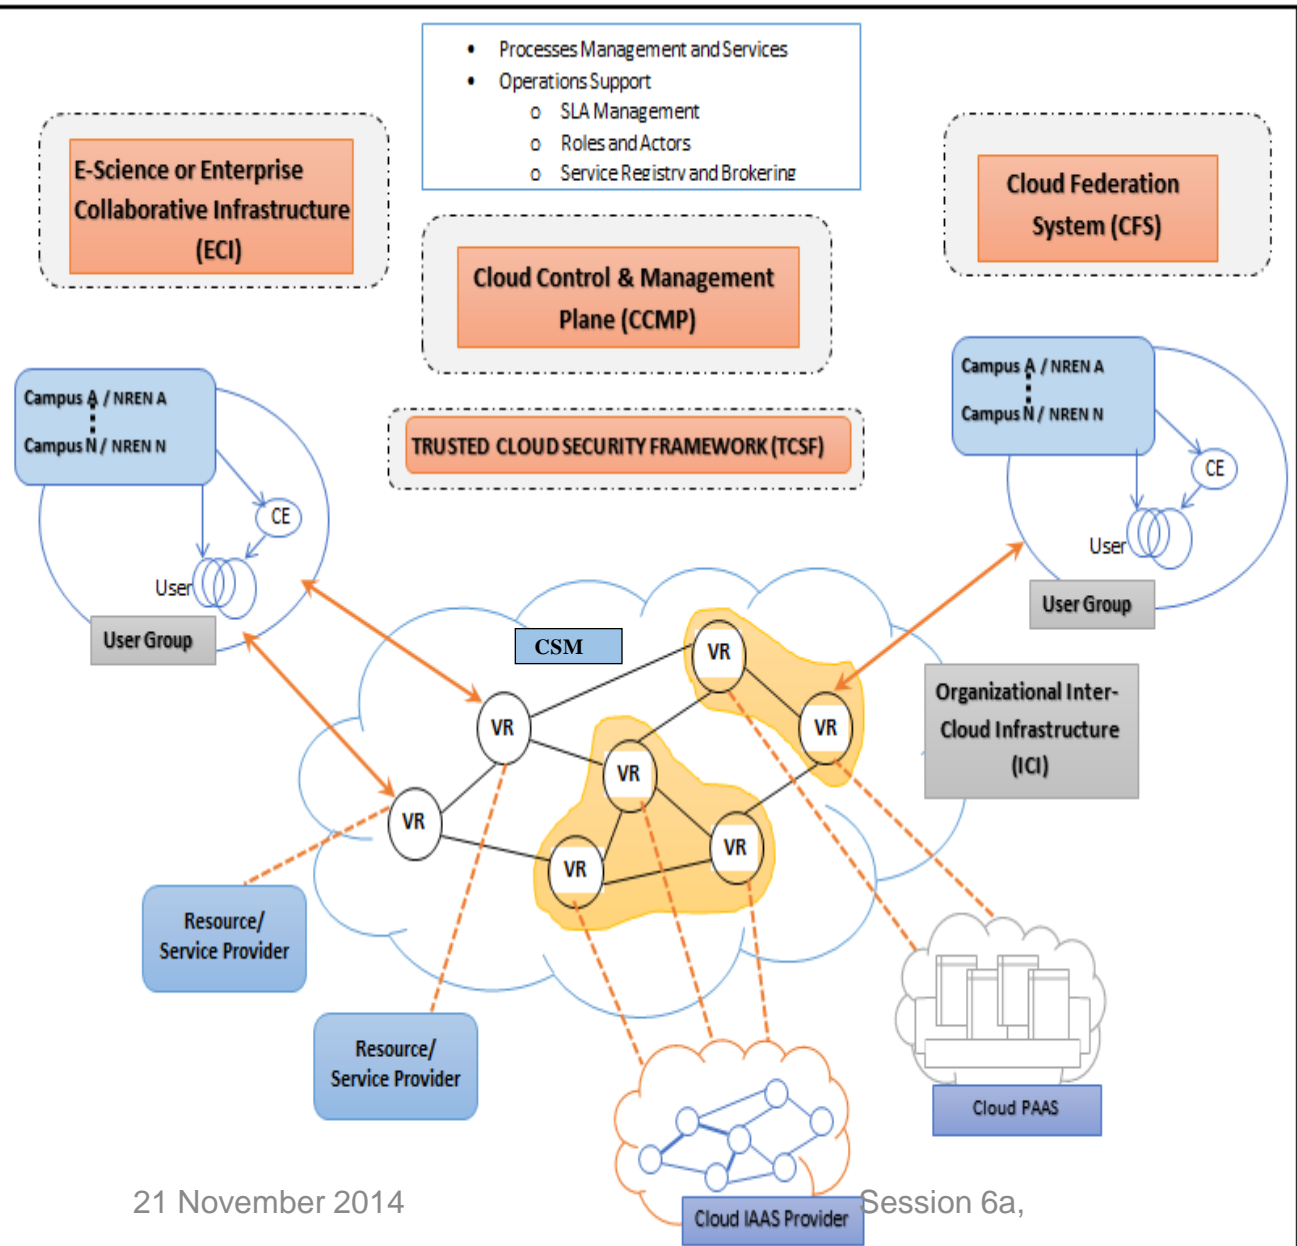 • Processes Management and Services
• Operations Support
o SLA Management
o Roles and Actors
o Service Registry and Brokering
E-Science or Enterprise
Collaborative Infrastructure
(ECI)
Cloud Control & Management
Plane (CCMP)
Cloud Federation
System (CFS)
TRUSTED CLOUD SECURITY FRAMEWORK (TCSF)
Campus A / NREN A
Campus N / NREN N
CE
User
User Group
Campus A / NREN A
Campus N / NREN N
CE
User
User Group
CSM
VR
VR
VR
VR
VR
VR
VR
Organizational Inter-
Cloud Infrastructure
(ICI)
Resource/
Service Provider
Resource/
Service Provider
Cloud PAAS
Cloud IAAS Provider
21 November 2014
Session 6a,